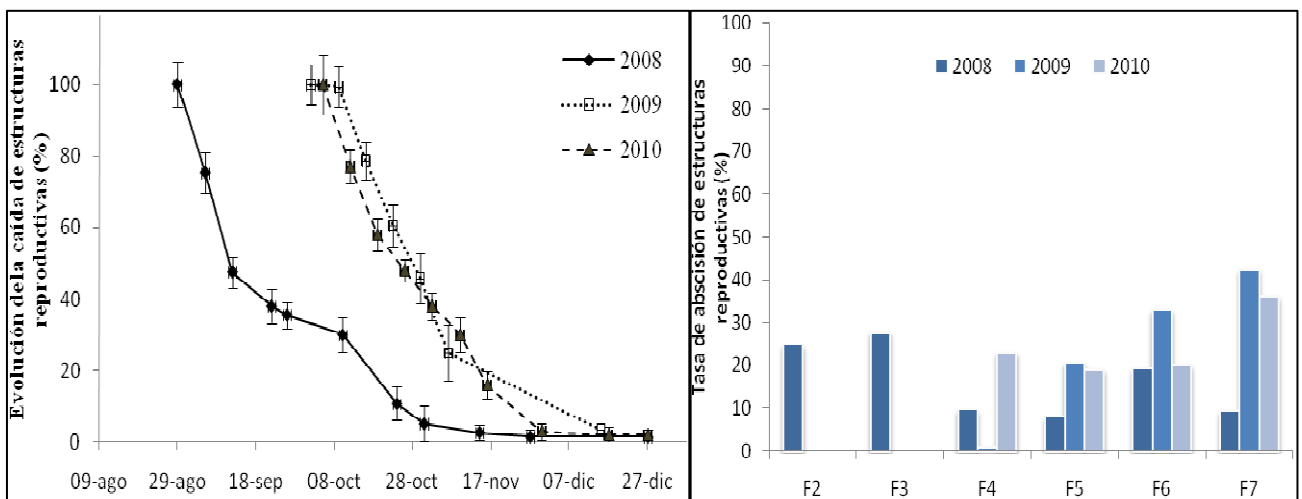 Evolución dela caída de estructuras
reproductivas (%)
100
80
60
40
20
0
09-ago
29-ago
18-sep
08-oct
28-oct
17-nov
07-dic
27-dic
2008
2009
2010
Tasa de abscisión de estructuras
reproductivas (%)
100
90
80
70
60
50
40
30
20
10
0
2008
2009
2010
F2
F3
F4
F5
F6
F7